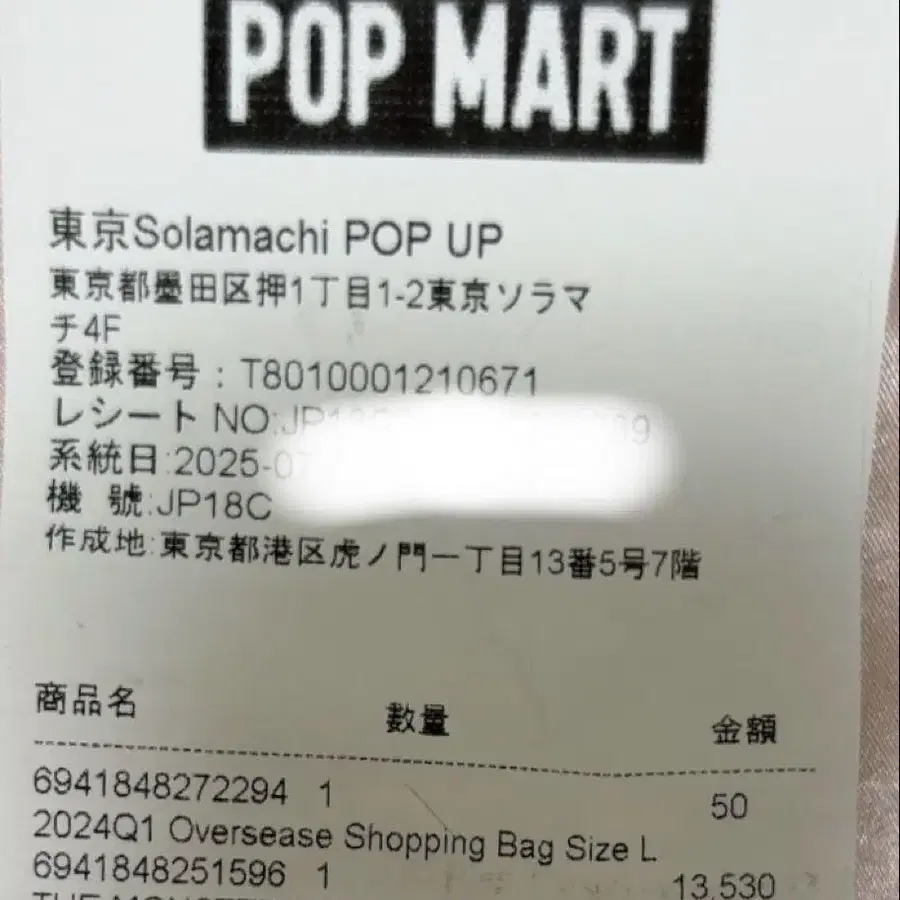 POP MART
東京Solamachi POP UP
東京都墨田区押1丁目1-2東京ソラマ
チ4F
登録番号：T8010001210671
レシート NO:JP
系統日:2025-07
機 號:JP18C
作成地:東京都港区虎ノ門一丁目13番5号7階
商品名 数量 金額
6941848272294 1 50
2024Q1 Oversease Shopping Bag Size L
6941848251596 1 13,530